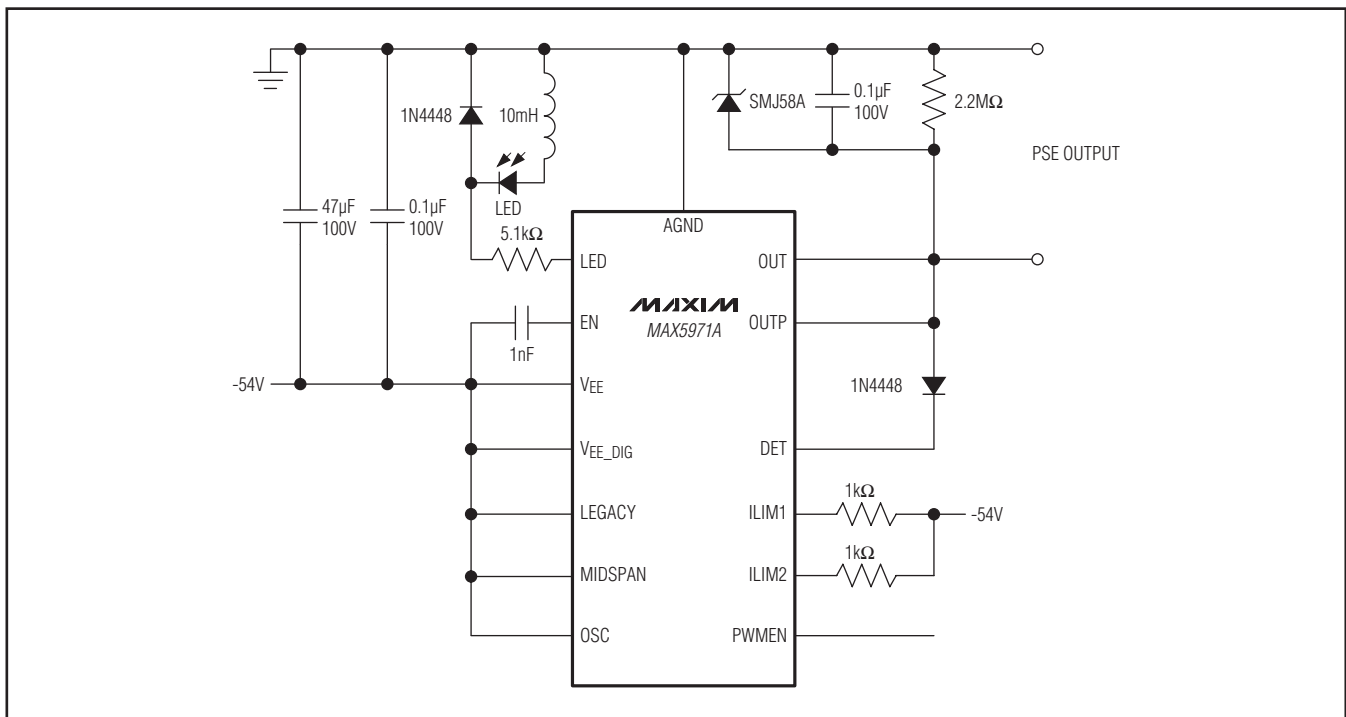 1N4448
10mH
SMJ58A
0.1µF
100V
2.2MΩ
PSE OUTPUT
47µF
100V
0.1µF
100V
LED
5.1kΩ
AGND
LED
OUT
MAXIM
MAX5971A
EN
OUTP
1nF
-54V
VEE
1N4448
VEE_DIG
DET
LEGACY
ILIM1
1kΩ
-54V
MIDSPAN
ILIM2
1kΩ
OSC
PWMEN